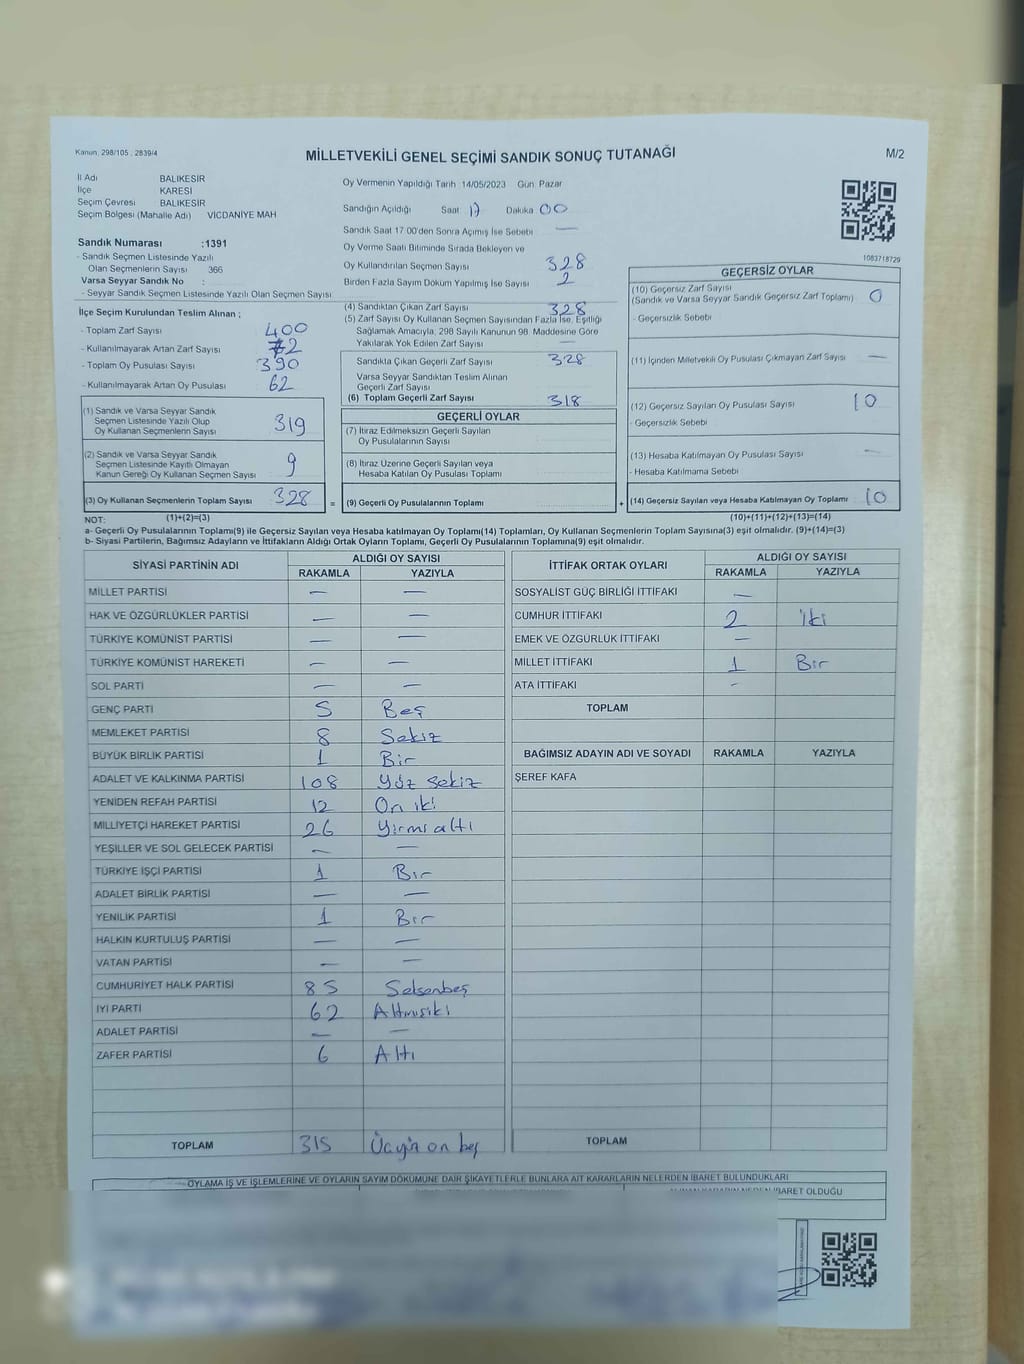 Kanun, 298/105 , 2839/4
MİLLETVEKİLİ GENEL SEÇİMİ SANDIK SONUÇ TUTANAĞI
M/2
İl Adı BALIKESİR
İlçe KARESİ
Seçim Çevresi BALIKESİR
Seçim Bölgesi (Mahalle Adı) VİCDANİYE MAH
Sandık Numarası :1391
- Sandık Seçmen Listesinde Yazılı
Olan Seçmenlerin Sayısı 366
Varsa Seyyar Sandık No :
- Seyyar Sandık Seçmen Listesinde Yazılı Olan Seçmen Sayısı
İlçe Seçim Kurulundan Teslim Alınan ;
- Toplam Zarf Sayısı 400
- Kullanılmayarak Artan Zarf Sayısı 72
- Toplam Oy Pusulası Sayısı 390
- Kullanılmayarak Artan Oy Pusulası 62
(1) Sandık ve Varsa Seyyar Sandık
Seçmen Listesinde Yazılı Olup
Oy Kullanan Seçmenlerin Sayısı 319
(2) Sandık ve Varsa Seyyar Sandık
Seçmen Listesinde Kayıtlı Olmayan
Kanun Gereği Oy Kullanan Seçmen Sayısı 9
(3) Oy Kullanan Seçmenlerin Toplam Sayısı 328
Oy Vermenin Yapıldığı Tarih 14/05/2023 Gün Pazar
Sandığın Açıldığı Saat 17 Dakika 00
Sandık Saat 17:00'den Sonra Açımış İse Sebebi —
Oy Verme Saati Bitiminde Sırada Bekleyen ve
Oy Kullandırılan Seçmen Sayısı 328
Birden Fazla Sayım Döküm Yapılmış İse Sayısı 2
(4) Sandıktan Çıkan Zarf Sayısı 328
(5) Zarf Sayısı Oy Kullanan Seçmen Sayısından Fazla İse, Eşitliği
Sağlamak Amacıyla, 298 Sayılı Kanunun 98. Maddesine Göre
Yakılarak Yok Edilen Zarf Sayısı —
Sandıkta Çıkan Geçerli Zarf Sayısı 328
Varsa Seyyar Sandıktan Teslim Alınan
Geçerli Zarf Sayısı
(6) Toplam Geçerli Zarf Sayısı 318
GEÇERLİ OYLAR
(7) İtiraz Edilmeksizin Geçerli Sayılan
Oy Pusulalarının Sayısı
(8) İtiraz Üzerine Geçerli Sayılan veya
Hesaba Katılan Oy Pusulası Toplamı
= (9) Geçerli Oy Pusulalarının Toplamı
1083718729
GEÇERSİZ OYLAR
(10) Geçersiz Zarf Sayısı
(Sandık ve Varsa Seyyar Sandık Geçersiz Zarf Toplamı) 0
- Geçersizlik Sebebi
(11) İçinden Milletvekili Oy Pusulası Çıkmayan Zarf Sayısı —
(12) Geçersiz Sayılan Oy Pusulası Sayısı 10
- Geçersizlik Sebebi
(13) Hesaba Katılmayan Oy Pusulası Sayısı —
- Hesaba Katılmama Sebebi
+ (14) Geçersiz Sayılan veya Hesaba Katılmayan Oy Toplamı 10
NOT: (1)+(2)=(3)
(10)+(11)+(12)+(13)=(14)
a- Geçerli Oy Pusulalarının Toplamı(9) ile Geçersiz Sayılan veya Hesaba katılmayan Oy Toplamı(14) Toplamları, Oy Kullanan Seçmenlerin Toplam Sayısına(3) eşit olmalıdır. (9)+(14)=(3)
b- Siyasi Partilerin, Bağımsız Adayların ve İttifakların Aldığı Ortak Oyların Toplamı, Geçerli Oy Pusulalarının Toplamına(9) eşit olmalıdır.
SİYASİ PARTİNİN ADI ALDIĞI OY SAYISI
RAKAMLA YAZIYLA
MİLLET PARTİSİ — —
HAK VE ÖZGÜRLÜKLER PARTİSİ — —
TÜRKİYE KOMÜNİST PARTİSİ — —
TÜRKİYE KOMÜNİST HAREKETİ — —
SOL PARTİ — —
GENÇ PARTİ 5 Beş
MEMLEKET PARTİSİ 8 Sekiz
BÜYÜK BİRLİK PARTİSİ 1 Bir
ADALET VE KALKINMA PARTİSİ 108 Yüz sekiz
YENİDEN REFAH PARTİSİ 12 On iki
MİLLİYETÇİ HAREKET PARTİSİ 26 Yirmi altı
YEŞİLLER VE SOL GELECEK PARTİSİ — —
TÜRKİYE İŞÇİ PARTİSİ 1 Bir
ADALET BİRLİK PARTİSİ — —
YENİLİK PARTİSİ 1 Bir
HALKIN KURTULUŞ PARTİSİ — —
VATAN PARTİSİ — —
CUMHURİYET HALK PARTİSİ 85 Seksenbeş
İYİ PARTİ 62 Altmışiki
ADALET PARTİSİ — —
ZAFER PARTİSİ 6 Altı
TOPLAM 315 Üçyüz on beş
İTTİFAK ORTAK OYLARI ALDIĞI OY SAYISI
RAKAMLA YAZIYLA
SOSYALİST GÜÇ BİRLİĞİ İTTİFAKI —
CUMHUR İTTİFAKI 2 İki
EMEK VE ÖZGÜRLÜK İTTİFAKI —
MİLLET İTTİFAKI 1 Bir
ATA İTTİFAKI -
TOPLAM
BAĞIMSIZ ADAYIN ADI VE SOYADI RAKAMLA YAZIYLA
ŞEREF KAFA
TOPLAM
OYLAMA İŞ VE İŞLEMLERİNE VE OYLARIN SAYIM DÖKÜMÜNE DAİR ŞİKAYETLERLE BUNLARA AİT KARARLARIN NELERDEN İBARET BULUNDUKLARI
İBARET OLDUĞU